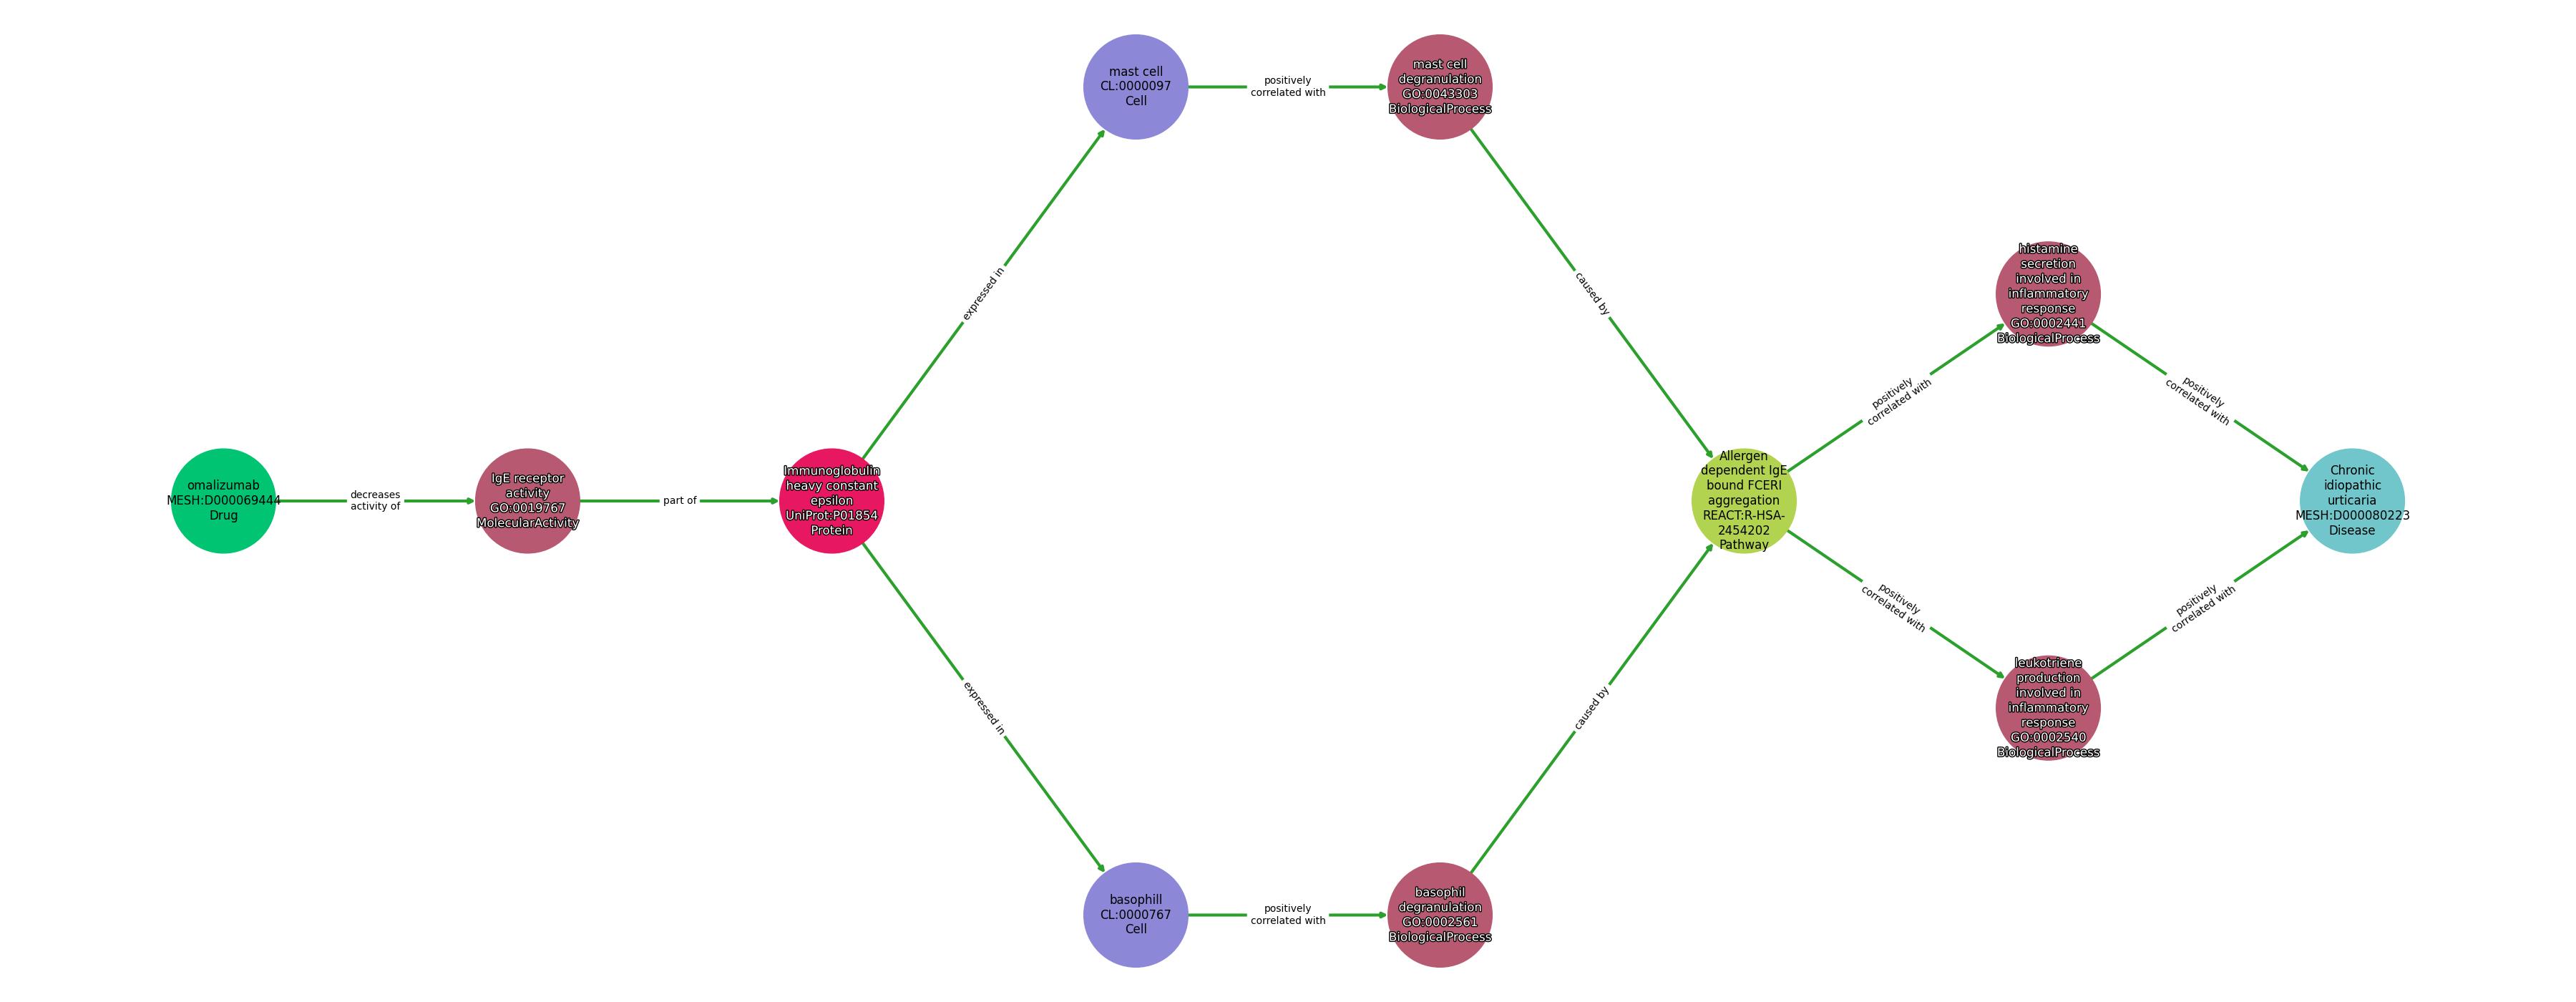 mast cell
CL:0000097
Cell
positively
correlated with
mast cell
degranulation
GO:0043303
BiologicalProcess
expressed in
caused by
histamine
secretion
involved in
inflammatory
response
GO:0002441
BiologicalProcess
positively
correlated with
positively
correlated with
omalizumab
MESH:D000069444
Drug
decreases
activity of
IgE receptor
activity
GO:0019767
MolecularActivity
part of
Immunoglobulin
heavy constant
epsilon
UniProt:P01854
Protein
Allergen
dependent IgE
bound FCERI
aggregation
REACT:R-HSA-
2454202
Pathway
Chronic
idiopathic
urticaria
MESH:D000080223
Disease
positively
correlated with
positively
correlated with
expressed in
caused by
leukotriene
production
involved in
inflammatory
response
GO:0002540
BiologicalProcess
basophill
CL:0000767
Cell
positively
correlated with
basophil
degranulation
GO:0002561
BiologicalProcess